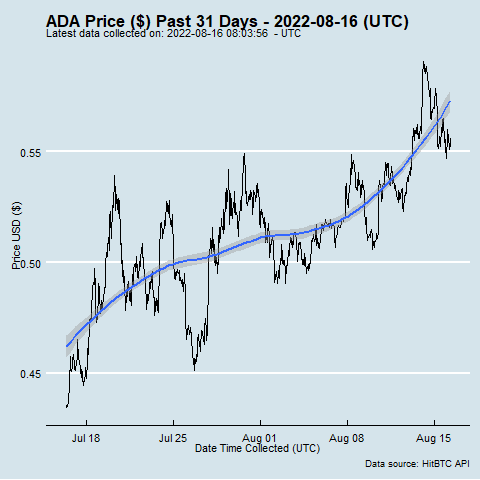 ADA Price ($) Past 31 Days - 2022-08-16 (UTC)
Latest data collected on: 2022-08-16 08:03:56 - UTC
Price USD ($)
0.55
0.50
0.45
Jul 18
Jul 25
Aug 01
Aug 08
Aug 15
Date Time Collected (UTC)
Data source: HitBTC API